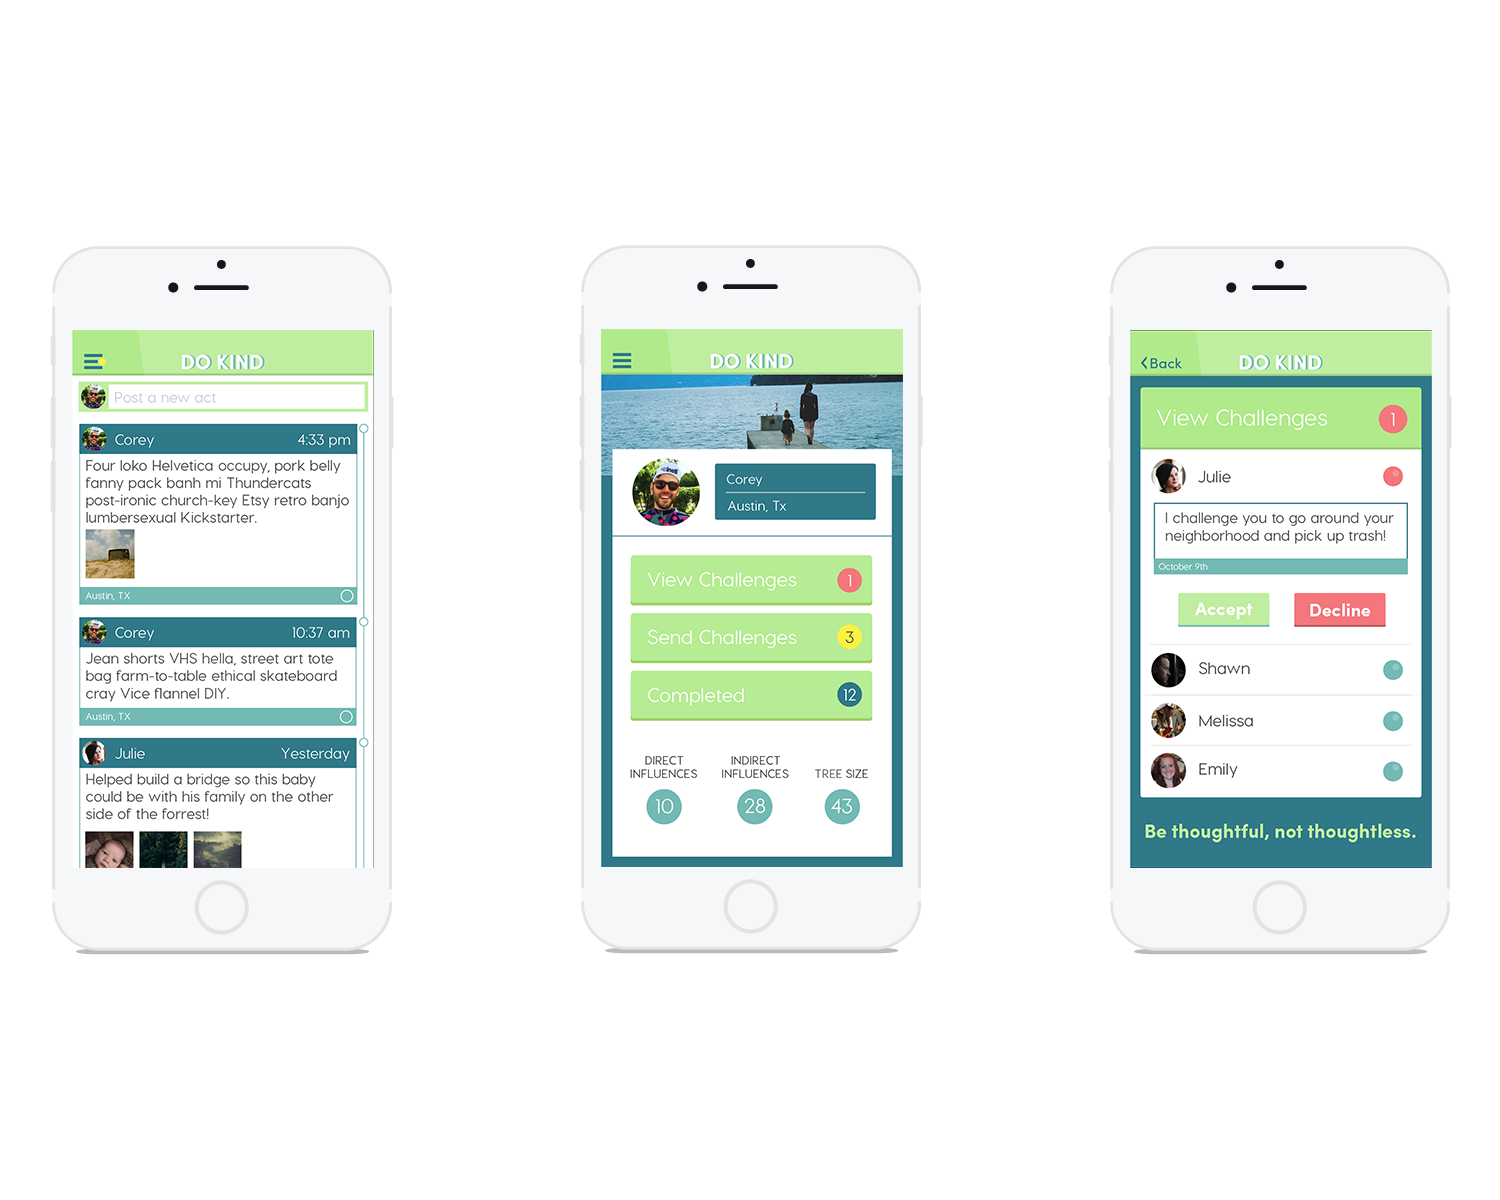 DO KIND
Post a new act
Corey 4:33 pm
Four loko Helvetica occupy, pork belly
fanny pack banh mi Thundercats
post-ironic church-key Etsy retro banjo
lumbersexual Kickstarter.
Austin, TX
Corey 10:37 am
Jean shorts VHS hella, street art tote
bag farm-to-table ethical skateboard
cray Vice flannel DIY.
Austin, TX
Julie Yesterday
Helped build a bridge so this baby
could be with his family on the other
side of the forrest!
DO KIND
Corey
Austin, Tx
View Challenges 1
Send Challenges 3
Completed 12
DIRECT
INFLUENCES
10
INDIRECT
INFLUENCES
28
TREE SIZE
43
Back DO KIND
View Challenges 1
Julie
I challenge you to go around your
neighborhood and pick up trash!
October 9th
Accept Decline
Shawn
Melissa
Emily
Be thoughtful, not thoughtless.